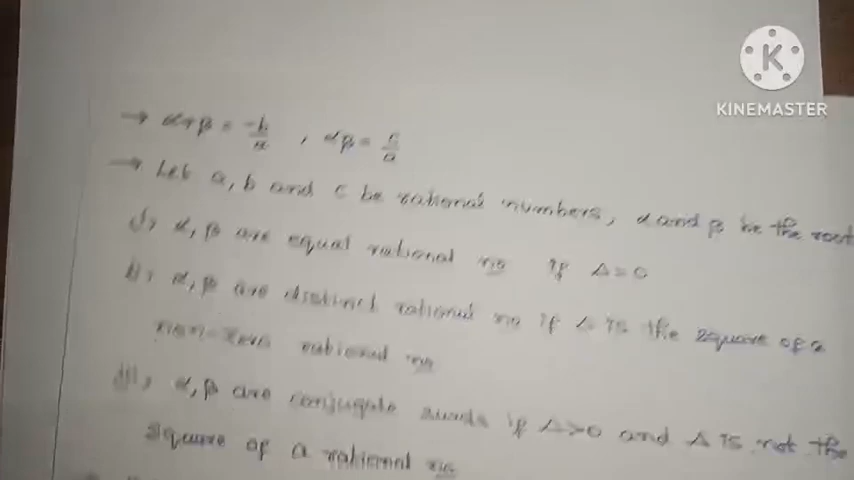 → α+β = -b/a , αβ = c/a
→ Let a, b and c be rational numbers, α and β be the root
i) α, β are equal rational no if Δ=0
ii) α, β are distinct rational no if Δ is the square of a
non-zero rational no
iii) α, β are conjugate surds if Δ>0 and Δ is not the
square of a rational no
K
KINEMASTER